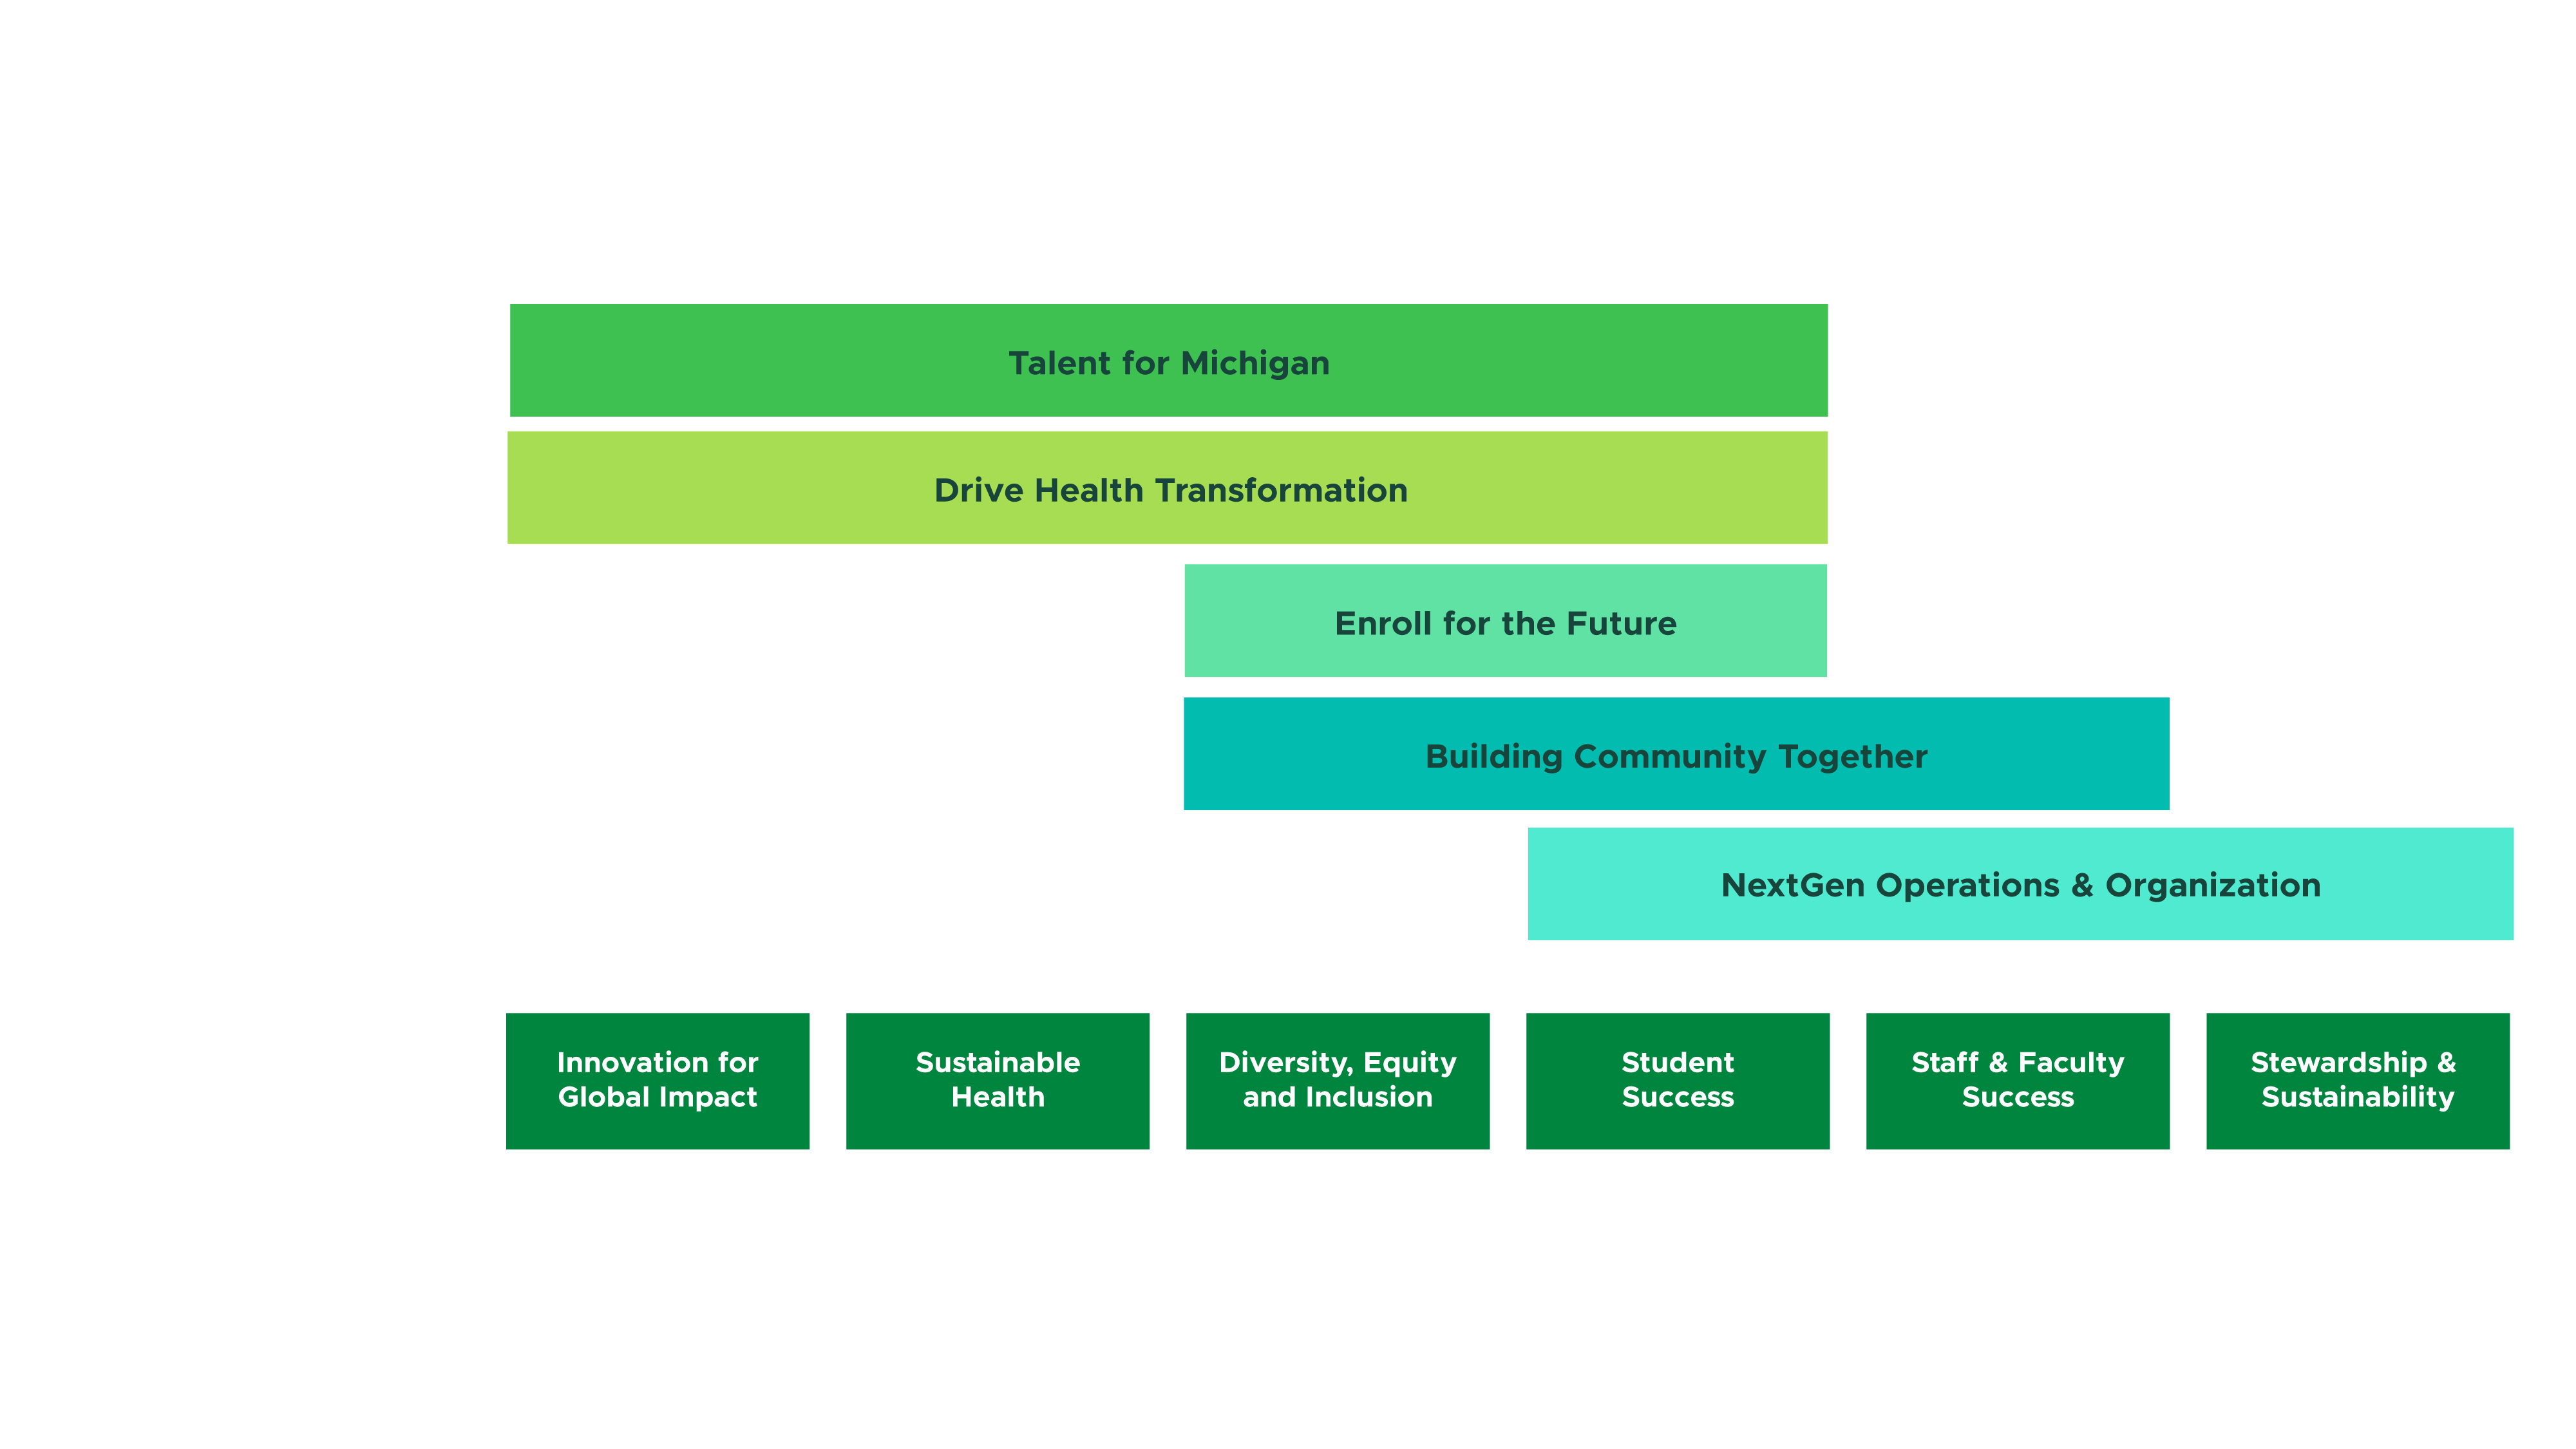 Talent for Michigan
Drive Health Transformation
Enroll for the Future
Building Community Together
NextGen Operations & Organization
Innovation for
Global Impact
Sustainable
Health
Diversity, Equity
and Inclusion
Student
Success
Staff & Faculty
Success
Stewardship &
Sustainability